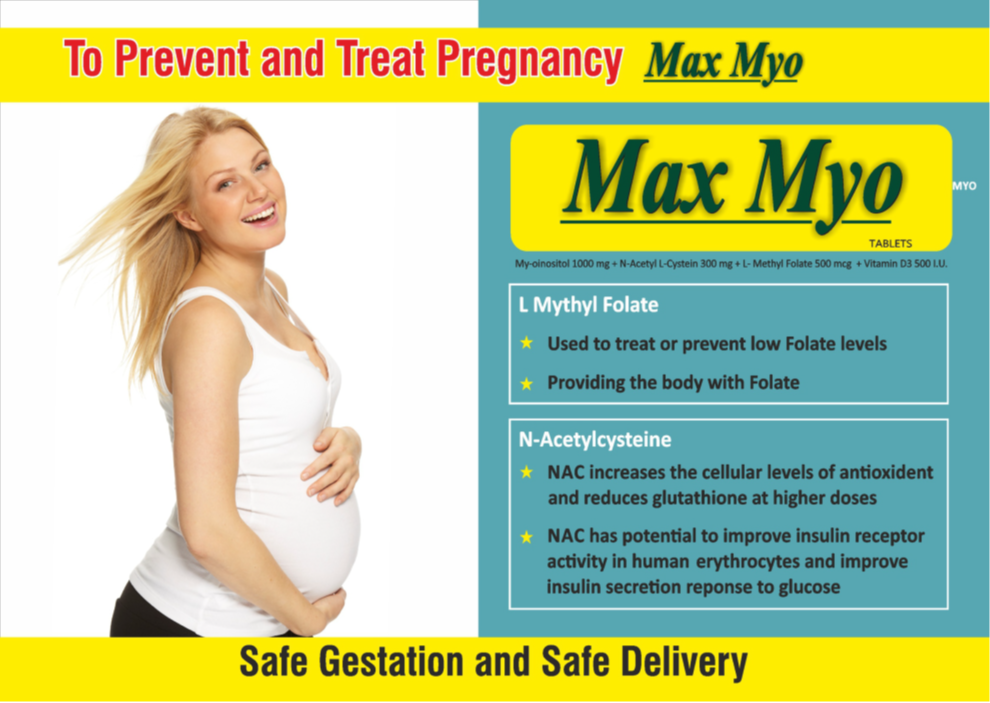 To Prevent and Treat Pregnancy Max Myo
Max Myo
MYO
TABLETS
My-oinositol 1000 mg + N-Acetyl L-Cystein 300 mg + L- Methyl Folate 500 mcg + Vitamin D3 500 I.U.
L Mythyl Folate
Used to treat or prevent low Folate levels
Providing the body with Folate
N-Acetylcysteine
NAC increases the cellular levels of antioxident
and reduces glutathione at higher doses
NAC has potential to improve insulin receptor
activity in human erythrocytes and improve
insulin secretion reponse to glucose
Safe Gestation and Safe Delivery